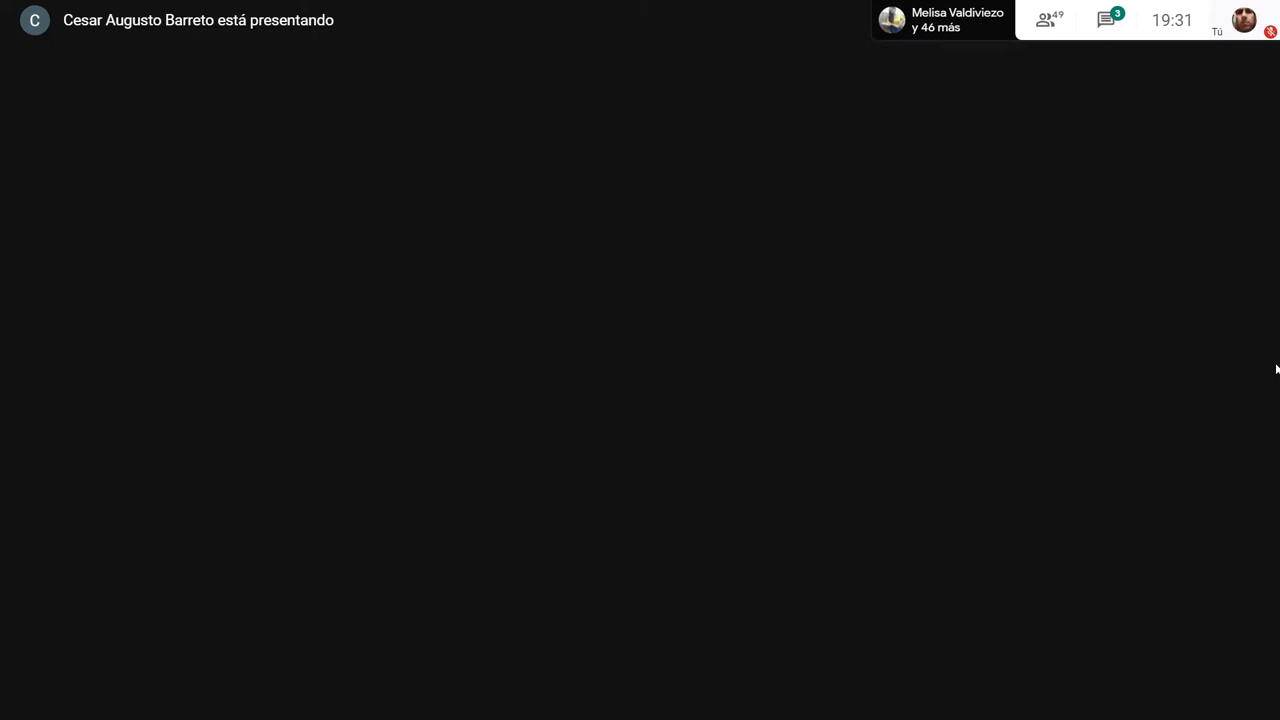 C
Cesar Augusto Barreto está presentando
Melisa Valdiviezo
y 46 más
49
3
19:31
Tú